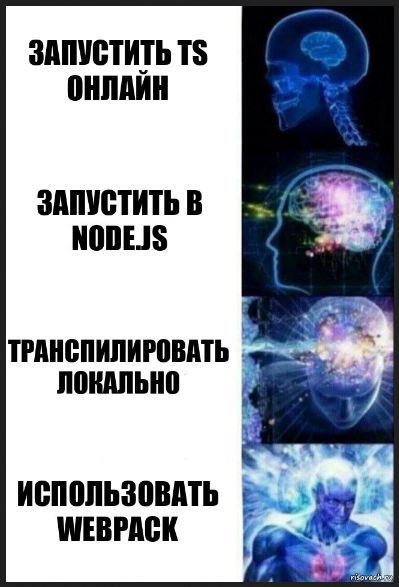 ЗАПУСТИТЬ TS
ОНЛАЙН
ЗАПУСТИТЬ В
NODE.JS
ТРАНСПИЛИРОВАТЬ
ЛОКАЛЬНО
ИСПОЛЬЗОВАТЬ
WEBPACK
risovach.ru